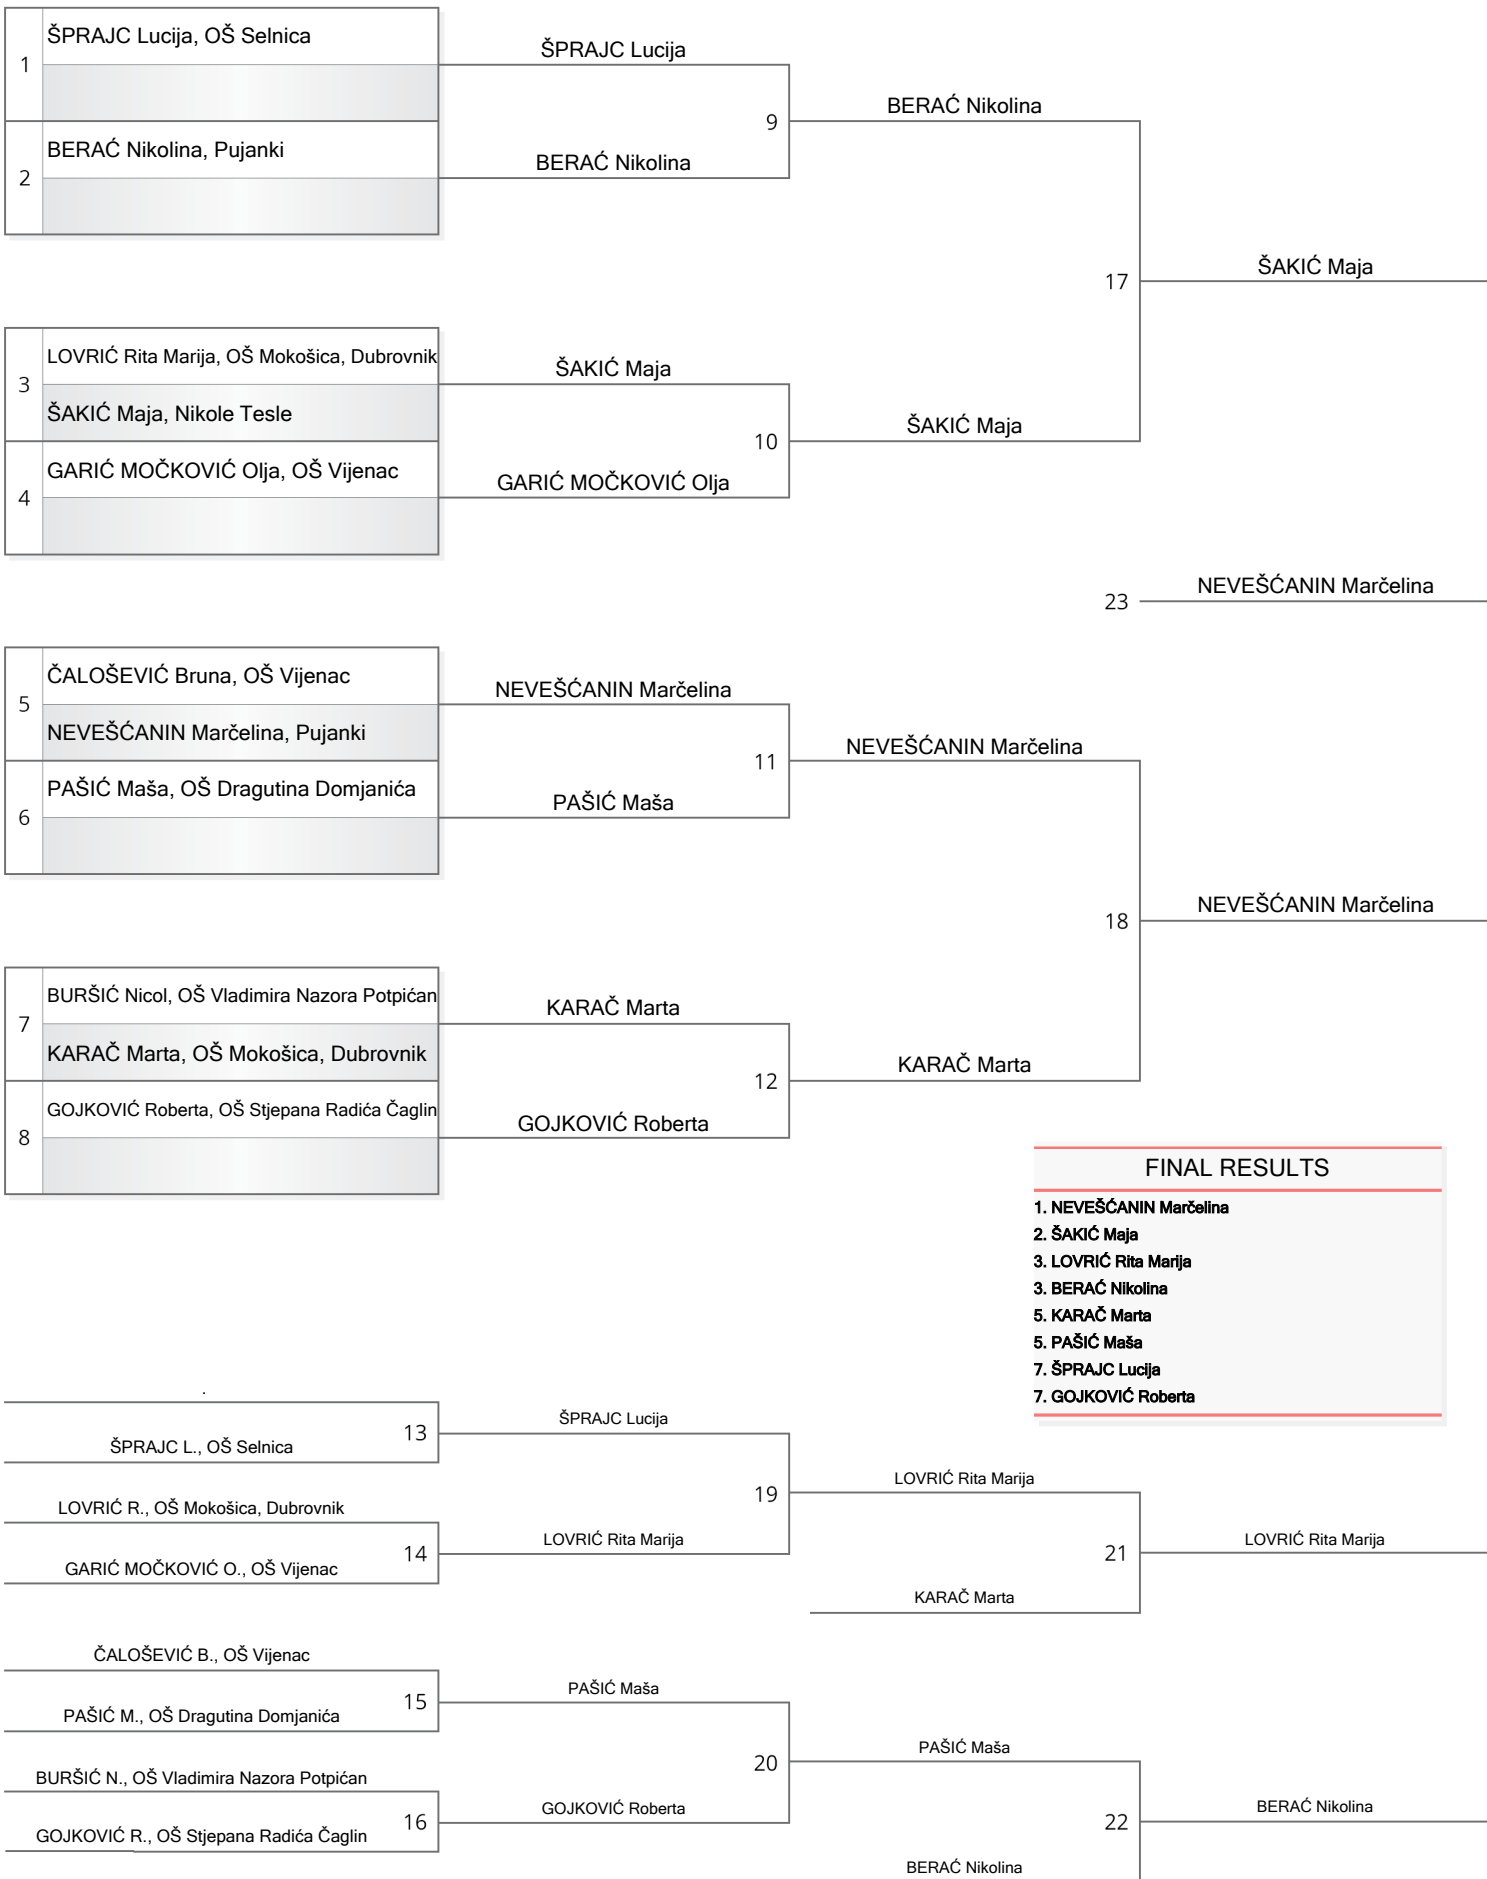 ŠPRAJC Lucija, OŠ Selnica
1
BERAĆ Nikolina, Pujanki
2
ŠPRAJC Lucija
9
BERAĆ Nikolina
BERAĆ Nikolina
17
ŠAKIĆ Maja
LOVRIĆ Rita Marija, OŠ Mokošica, Dubrovnik
3
ŠAKIĆ Maja, Nikole Tesle
GARIĆ MOČKOVIĆ Olja, OŠ Vijenac
4
ŠAKIĆ Maja
10
GARIĆ MOČKOVIĆ Olja
ŠAKIĆ Maja
23
NEVEŠĆANIN Marčelina
ČALOŠEVIĆ Bruna, OŠ Vijenac
5
NEVEŠĆANIN Marčelina, Pujanki
PAŠIĆ Maša, OŠ Dragutina Domjanića
6
NEVEŠĆANIN Marčelina
11
PAŠIĆ Maša
NEVEŠĆANIN Marčelina
18
NEVEŠĆANIN Marčelina
BURŠIĆ Nicol, OŠ Vladimira Nazora Potpićan
7
KARAČ Marta, OŠ Mokošica, Dubrovnik
GOJKOVIĆ Roberta, OŠ Stjepana Radića Čaglin
8
KARAČ Marta
12
GOJKOVIĆ Roberta
KARAČ Marta
FINAL RESULTS
1. NEVEŠĆANIN Marčelina
2. ŠAKIĆ Maja
3. LOVRIĆ Rita Marija
3. BERAĆ Nikolina
5. KARAČ Marta
5. PAŠIĆ Maša
7. ŠPRAJC Lucija
7. GOJKOVIĆ Roberta
.
13
ŠPRAJC L., OŠ Selnica
LOVRIĆ R., OŠ Mokošica, Dubrovnik
14
GARIĆ MOČKOVIĆ O., OŠ Vijenac
ŠPRAJC Lucija
19
LOVRIĆ Rita Marija
LOVRIĆ Rita Marija
21
KARAČ Marta
LOVRIĆ Rita Marija
ČALOŠEVIĆ B., OŠ Vijenac
15
PAŠIĆ M., OŠ Dragutina Domjanića
BURŠIĆ N., OŠ Vladimira Nazora Potpićan
16
GOJKOVIĆ R., OŠ Stjepana Radića Čaglin
PAŠIĆ Maša
20
GOJKOVIĆ Roberta
PAŠIĆ Maša
22
BERAĆ Nikolina
BERAĆ Nikolina